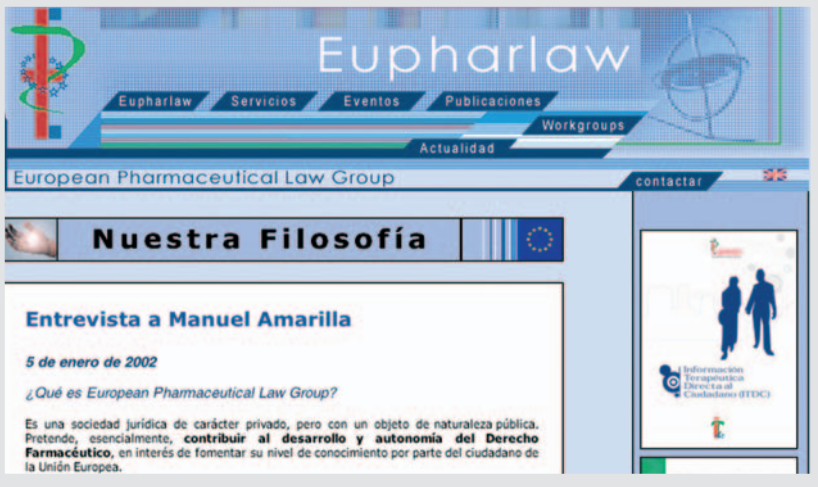 Eupharlaw
Eupharlaw Servicios Eventos Publicaciones
Workgroups
Actualidad
European Pharmaceutical Law Group
contactar
Nuestra Filosofía
Entrevista a Manuel Amarilla
5 de enero de 2002
¿Qué es European Pharmaceutical Law Group?
Es una sociedad jurídica de carácter privado, pero con un objeto de naturaleza pública.
Pretende, esencialmente, contribuir al desarrollo y autonomía del Derecho
Farmacéutico, en interés de fomentar su nivel de conocimiento por parte del ciudadano de
la Unión Europea.
Información
Terapéutica
Directa al
Ciudadano (ITDC)